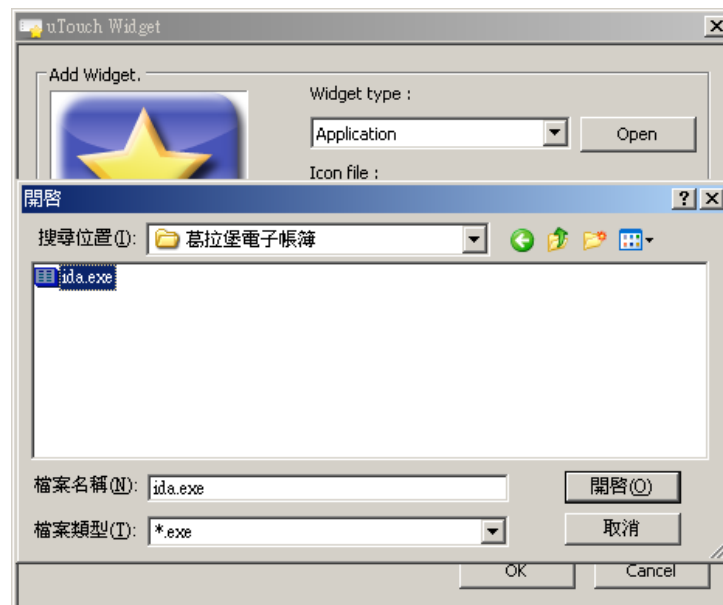 uTouch Widget
Add Widget.
Widget type :
Application
Open
Icon file :
開啓
搜尋位置(I):
葛拉堡電子帳簿
ida.exe
檔案名稱(N):
ida.exe
開啓(O)
檔案類型(T):
*.exe
取消
OK
Cancel